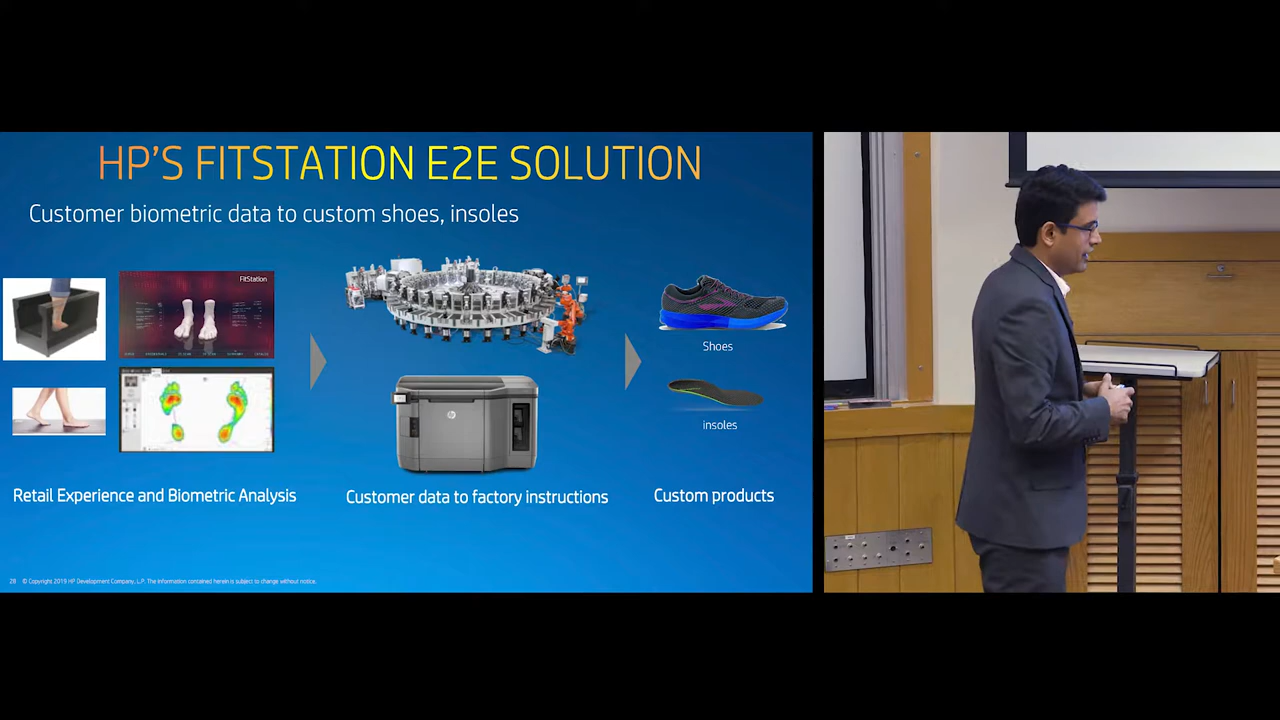 HP'S FITSTATION E2E SOLUTION
Customer biometric data to custom shoes, insoles
FitStation
Shoes
insoles
Retail Experience and Biometric Analysis
Customer data to factory instructions
Custom products
28 © Copyright 2019 HP Development Company, L.P. The information contained herein is subject to change without notice.